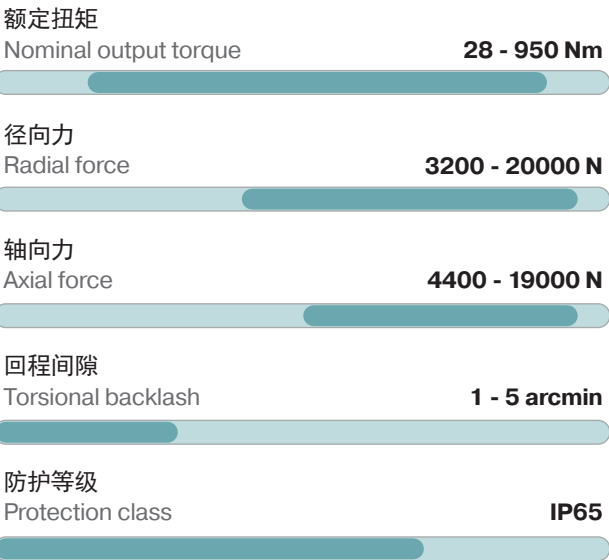 额定扭矩
Nominal output torque 28 - 950 Nm
径向力
Radial force 3200 - 20000 N
轴向力
Axial force 4400 - 19000 N
回程间隙
Torsional backlash 1 - 5 arcmin
防护等级
Protection class IP65